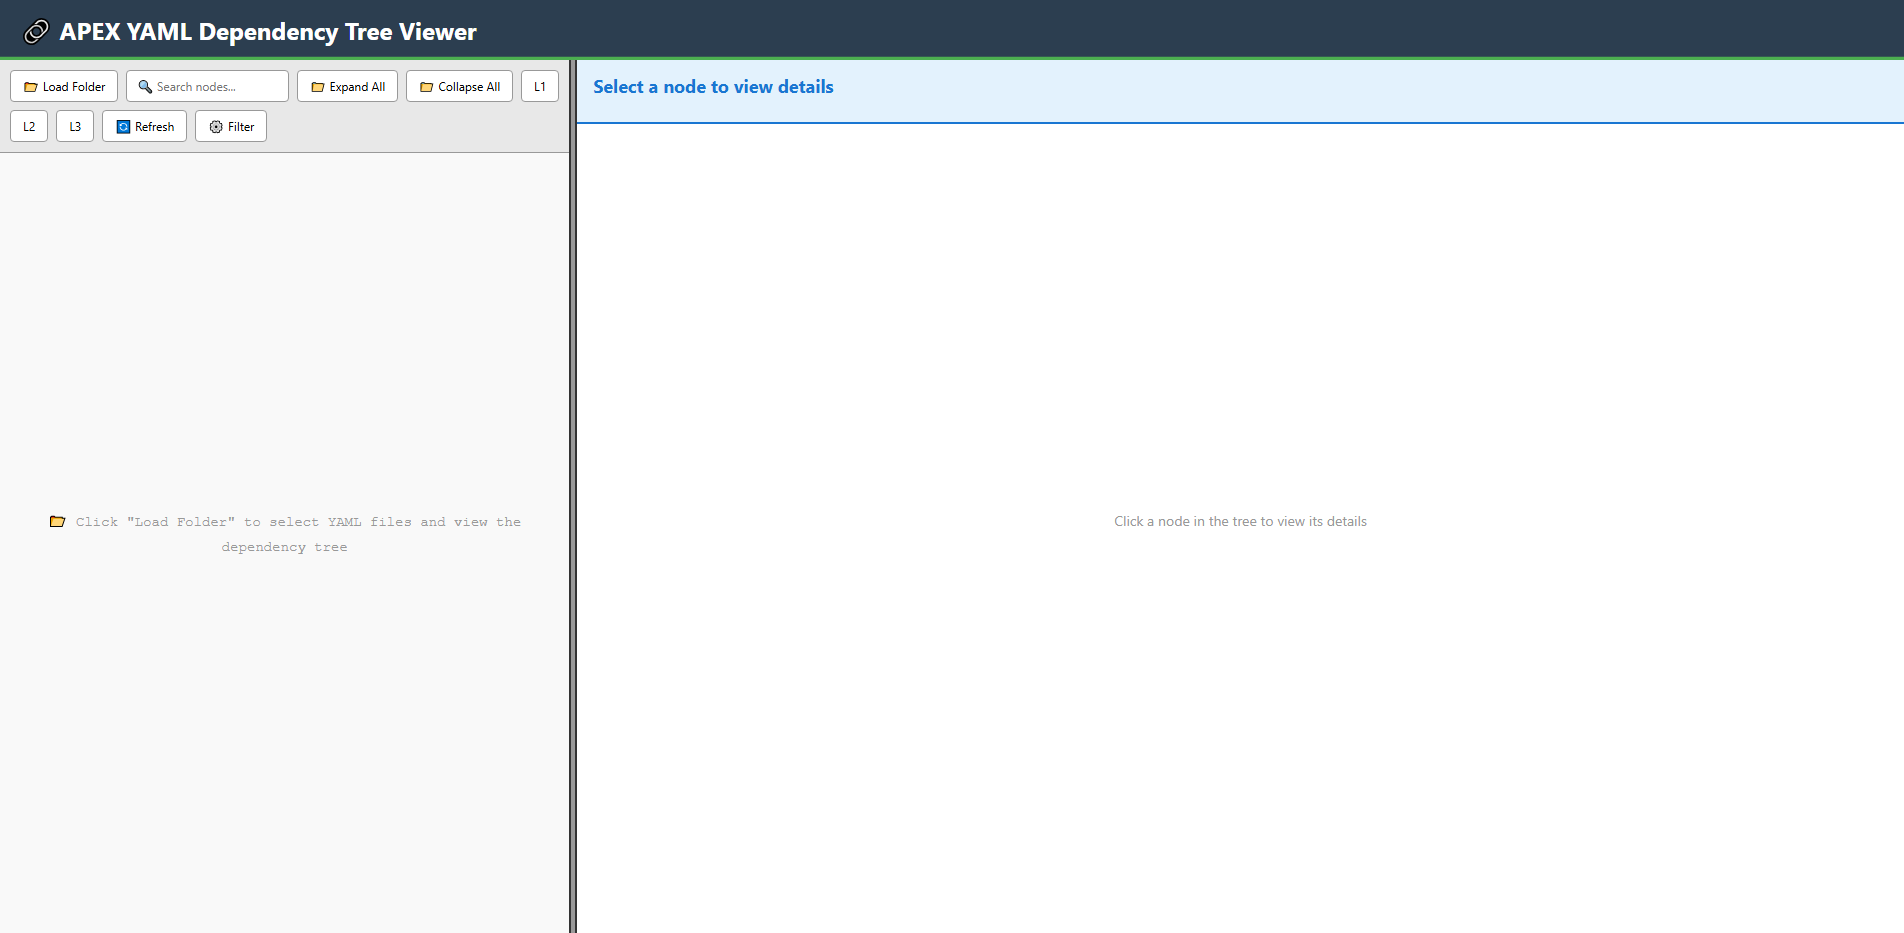 APEX YAML Dependency Tree Viewer
Load Folder
Search nodes...
Expand All
Collapse All
L1
L2
L3
Refresh
Filter
Click "Load Folder" to select YAML files and view the
dependency tree
Select a node to view details
Click a node in the tree to view its details